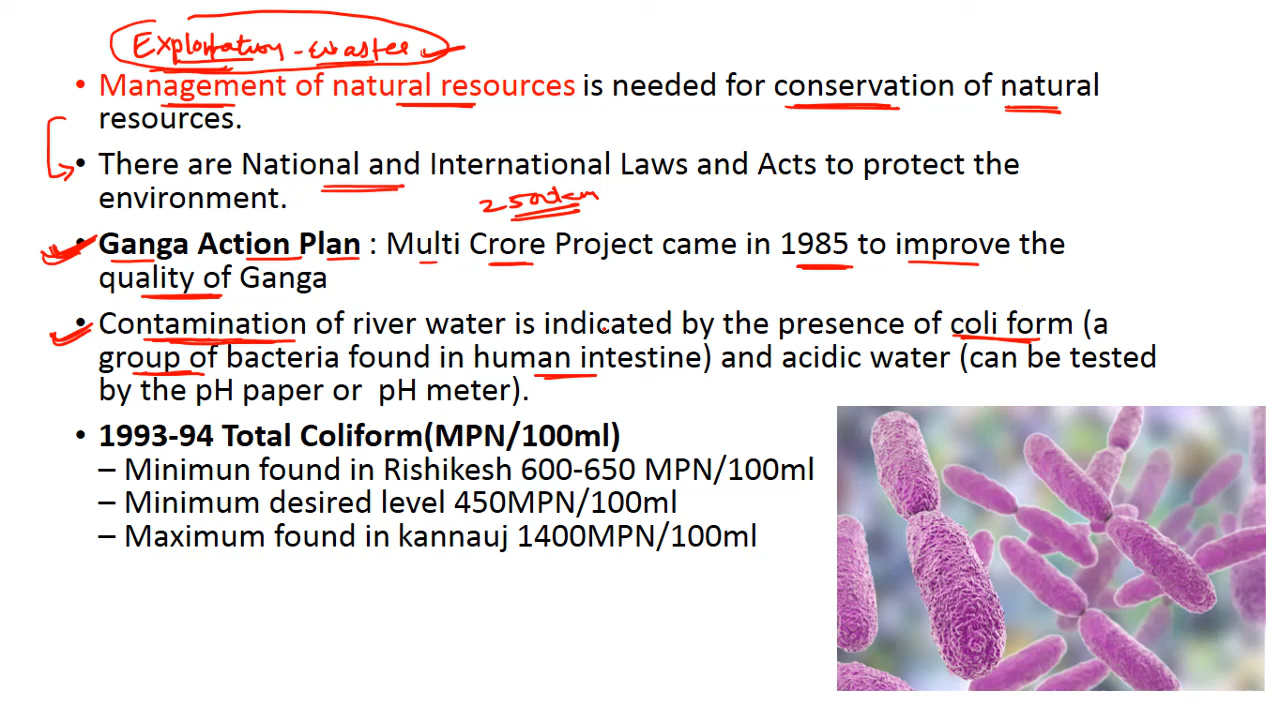 Exploitation - wastes
• Management of natural resources is needed for conservation of natural
resources.
• There are National and International Laws and Acts to protect the
environment.
2500km
• Ganga Action Plan : Multi Crore Project came in 1985 to improve the
quality of Ganga
• Contamination of river water is indicated by the presence of coli form (a
group of bacteria found in human intestine) and acidic water (can be tested
by the pH paper or pH meter).
• 1993-94 Total Coliform(MPN/100ml)
– Minimun found in Rishikesh 600-650 MPN/100ml
– Minimum desired level 450MPN/100ml
– Maximum found in kannauj 1400MPN/100ml